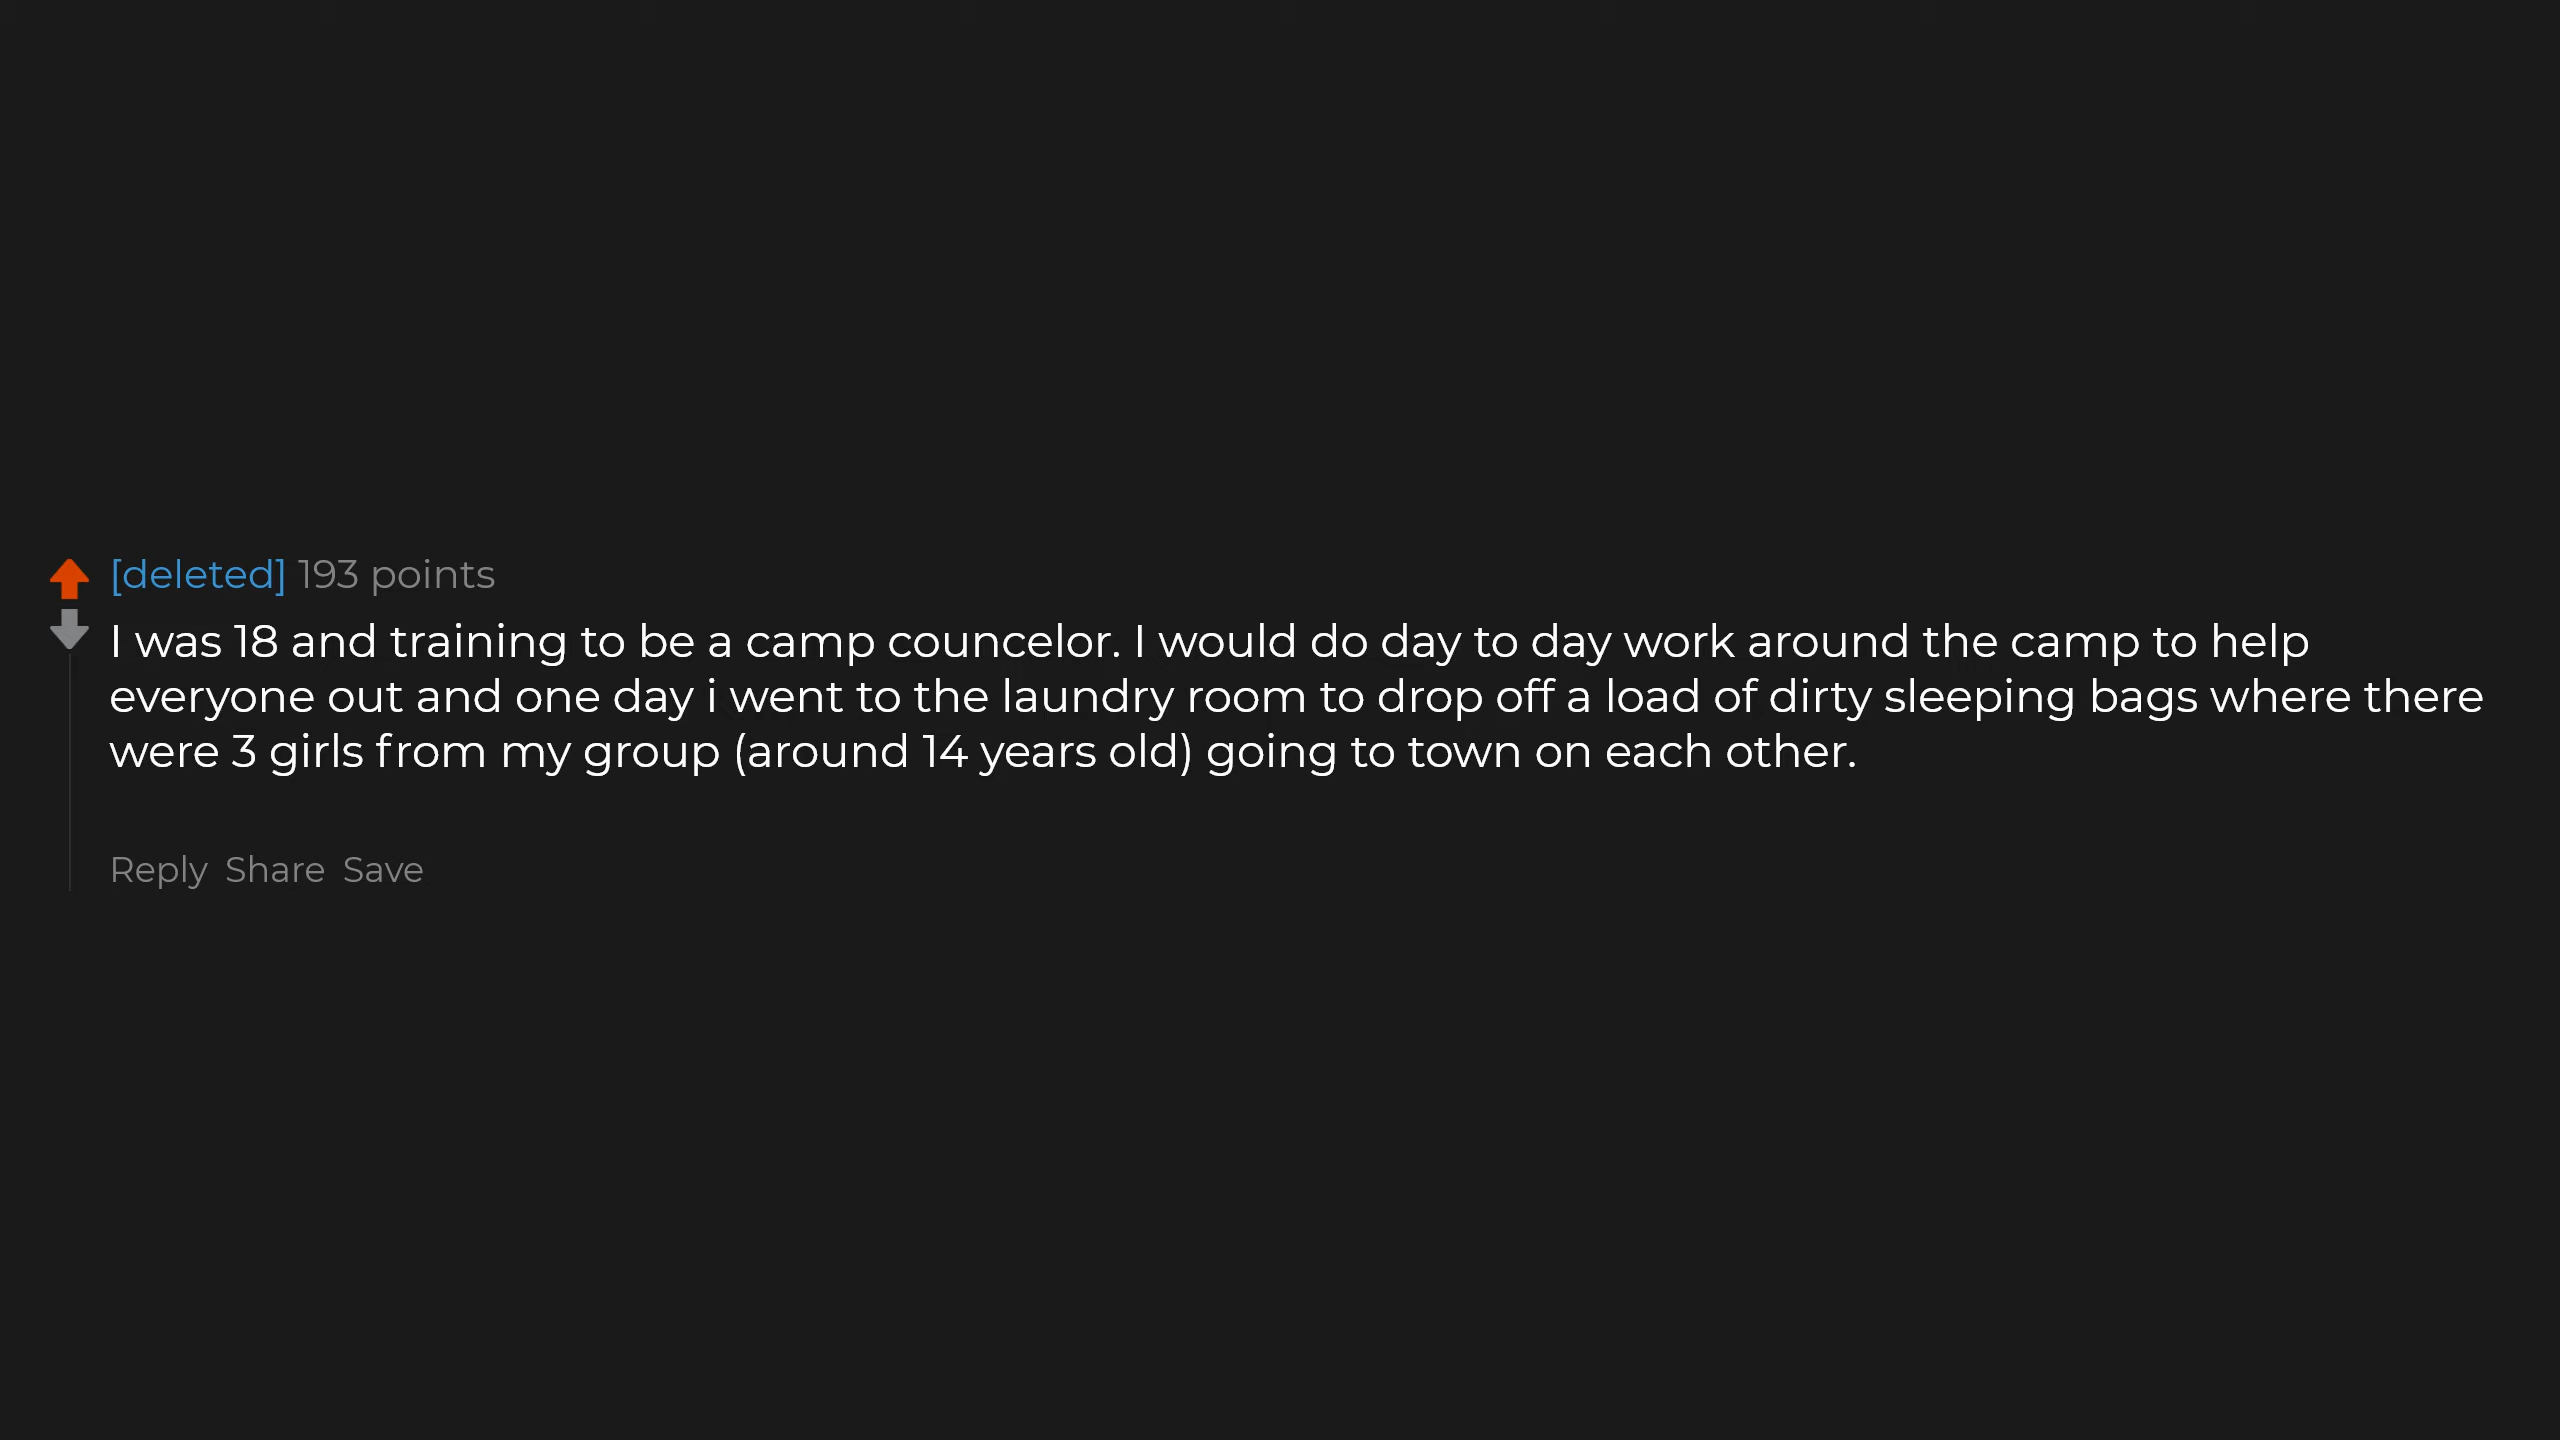 [deleted] 193 points
I was 18 and training to be a camp councelor. I would do day to day work around the camp to help
everyone out and one day i went to the laundry room to drop off a load of dirty sleeping bags where there
were 3 girls from my group (around 14 years old) going to town on each other.
Reply Share Save